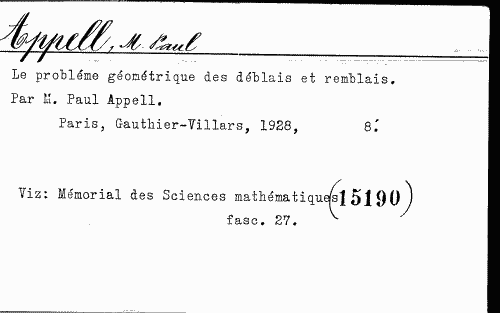 Appell, M. Paul
Le probléme géométrique des déblais et remblais.
Par M. Paul Appell.
Paris, Gauthier-Villars, 1928, 8.
Viz: Mémorial des Sciences mathématiques (15190)
fasc. 27.